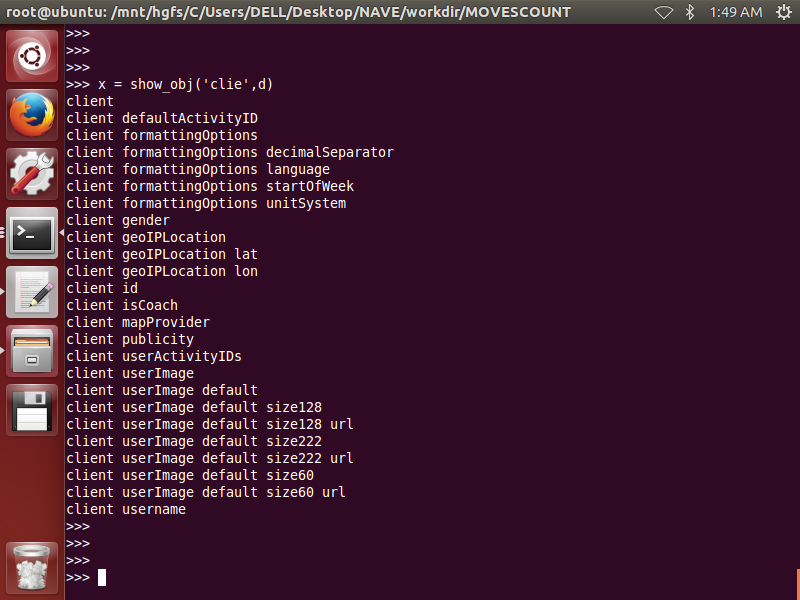 root@ubuntu: /mnt/hgfs/C/Users/DELL/Desktop/NAVE/workdir/MOVESCOUNT 1:49 AM
>>>
>>>
>>>
>>> x = show_obj('clie',d)
client
client defaultActivityID
client formattingOptions
client formattingOptions decimalSeparator
client formattingOptions language
client formattingOptions startOfWeek
client formattingOptions unitSystem
client gender
client geoIPLocation
client geoIPLocation lat
client geoIPLocation lon
client id
client isCoach
client mapProvider
client publicity
client userActivityIDs
client userImage
client userImage default
client userImage default size128
client userImage default size128 url
client userImage default size222
client userImage default size222 url
client userImage default size60
client userImage default size60 url
client username
>>>
>>>
>>>
>>>